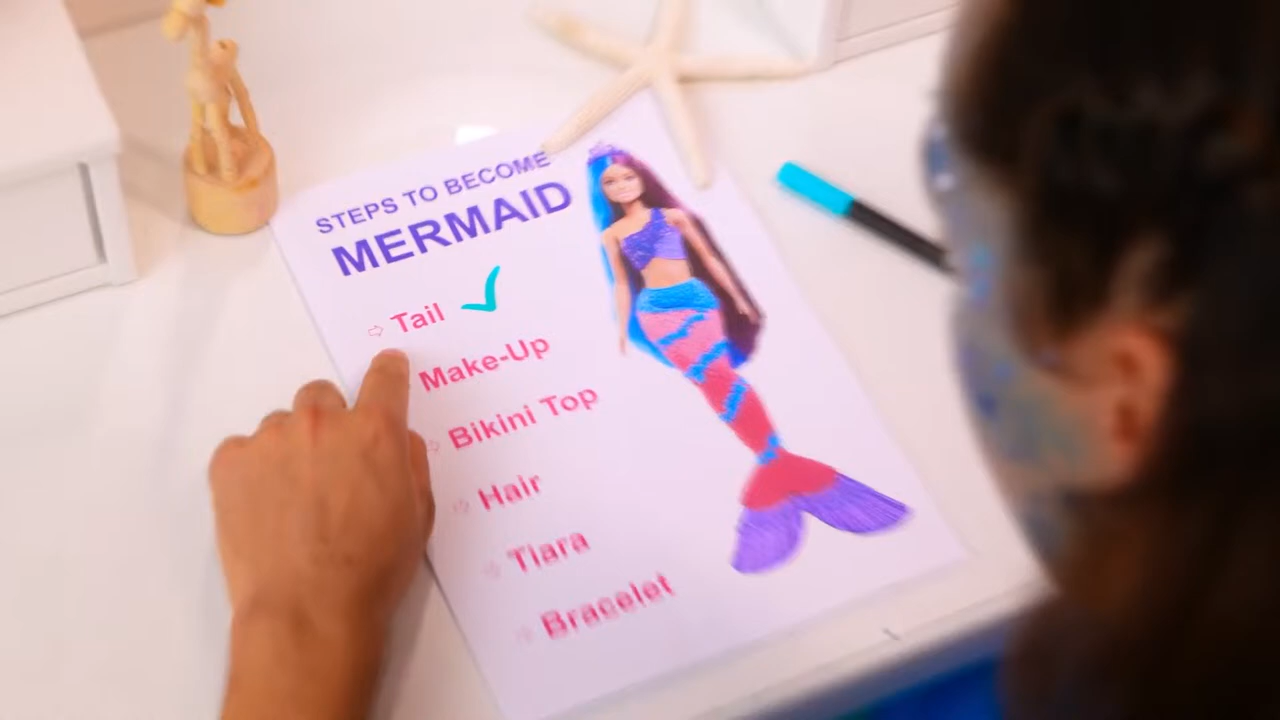 STEPS TO BECOME
MERMAID
Tail
Make-Up
Bikini Top
Hair
Tiara
Bracelet